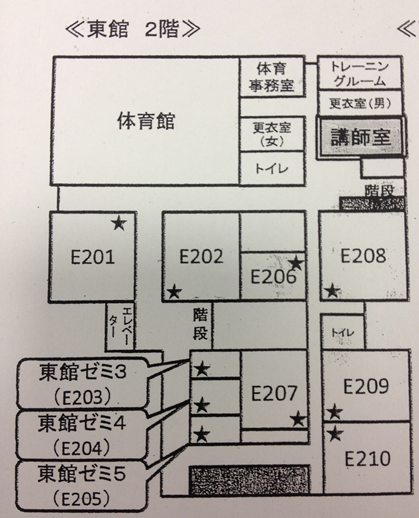 ≪東館 2階≫
≪
体育館
体育
事務室
トレーニン
グルーム
更衣室(男)
更衣室
(女)
講師室
トイレ
階段
★
E201
E202
★
E206
★
E208
★
エレベー
ター
階段
トイレ
東館ゼミ3
(E203)
★
東館ゼミ4
(E204)
★
東館ゼミ5
(E205)
★
E207
★
E209
★
★
E210